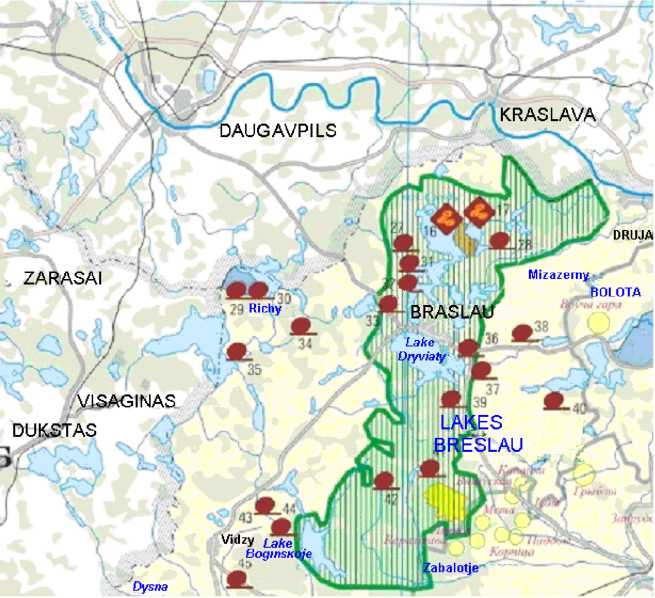 KRASLAVA
DAUGAVPILS
16
17
27
28
DRUJA
31
Mizazerny
ZARASAI
BOLOTA
29
30
Richy
32
33
BRASLAU
34
38
Lake
Dryviaty
36
35
37
VISAGINAS
39
40
DUKSTAS
LAKES
BRESLAU
42
43
44
Vidzy
Lake
Boginskoje
45
Zabalotje
Dysna